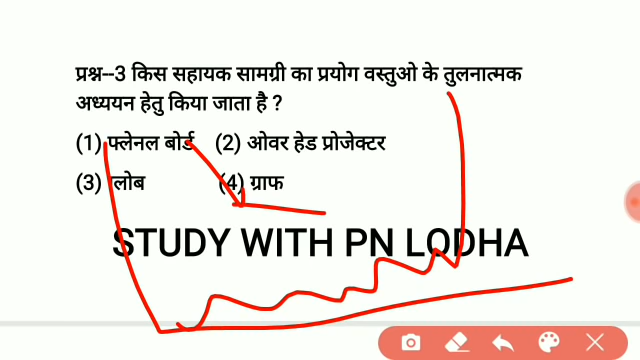 प्रश्न--3 किस सहायक सामग्री का प्रयोग वस्तुओ के तुलनात्मक
अध्ययन हेतु किया जाता है ?
(1) फ्लेनल बोर्ड (2) ओवर हेड प्रोजेक्टर
(3) ग्लोब (4) ग्राफ
STUDY WITH PN LODHA